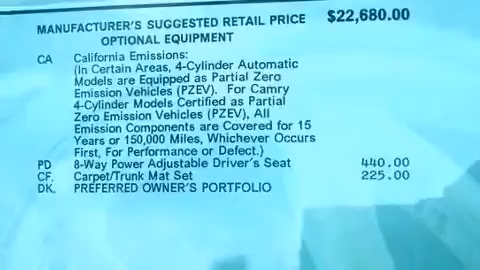 MANUFACTURER'S SUGGESTED RETAIL PRICE $22,680.00
OPTIONAL EQUIPMENT
CA California Emissions:
(In Certain Areas, 4-Cylinder Automatic
Models are Equipped as Partial Zero
Emission Vehicles (PZEV). For Camry
4-Cylinder Models Certified as Partial
Zero Emission Vehicles (PZEV), All
Emission Components are Covered for 15
Years or 150,000 Miles, Whichever Occurs
First, For Performance or Defect.)
PD 8-Way Power Adjustable Driver's Seat 440.00
CF. Carpet/Trunk Mat Set 225.00
DK. PREFERRED OWNER'S PORTFOLIO